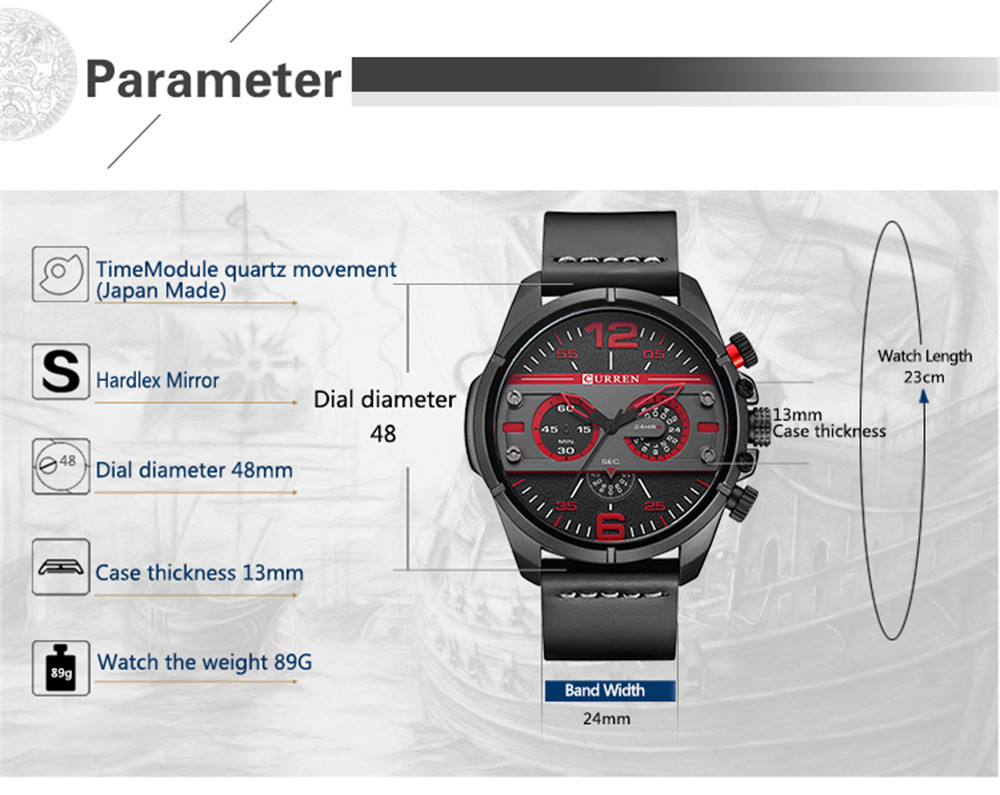 Parameter
TimeModule quartz movement
(Japan Made)
S
Hardlex Mirror
48
Dial diameter 48mm
Case thickness 13mm
89g
Watch the weight 89G
Dial diameter
48
12
55
05
CURREN
60
45
15
MIN
30
24HR
24
SEC.
35
25
6
13mm
Case thickness
Watch Length
23cm
Band Width
24mm